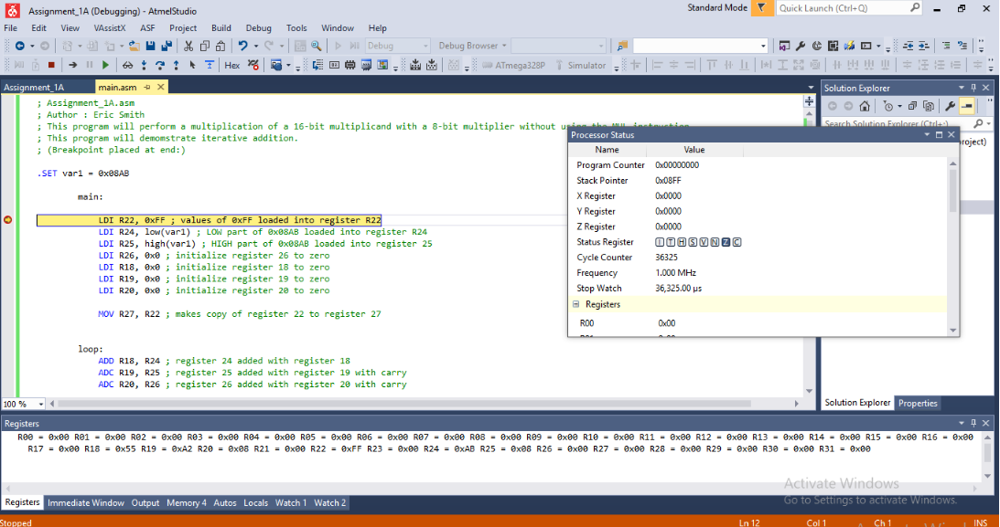 Assignment_1A (Debugging) - AtmelStudio
Standard Mode
Quick Launch (Ctrl+Q)
File Edit View VAssistX ASF Project Build Debug Tools Window Help
Debug Debug Browser
Hex ATmega328P Simulator
Assignment_1A main.asm
; Assignment_1A.asm
; Author : Eric Smith
; This program will perform a multiplication of a 16-bit multiplicand with a 8-bit multiplier without using the MUL instruction
; This program will demomstrate iterative addition.
; (Breakpoint placed at end:)
.SET var1 = 0x08AB
main:
LDI R22, 0xFF ; values of 0xFF loaded into register R22
LDI R24, low(var1) ; LOW part of 0x08AB loaded into register R24
LDI R25, high(var1) ; HIGH part of 0x08AB loaded into register 25
LDI R26, 0x0 ; initialize register 26 to zero
LDI R18, 0x0 ; initialize register 18 to zero
LDI R19, 0x0 ; initialize register 19 to zero
LDI R20, 0x0 ; initialize register 20 to zero
MOV R27, R22 ; makes copy of register 22 to register 27
loop:
ADD R18, R24 ; register 24 added with register 18
ADC R19, R25 ; register 25 added with register 19 with carry
ADC R20, R26 ; register 26 added with register 20 with carry
100 %
Processor Status
Name Value
Program Counter 0x00000000
Stack Pointer 0x08FF
X Register 0x0000
Y Register 0x0000
Z Register 0x0000
Status Register I T H S V N Z C
Cycle Counter 36325
Frequency 1.000 MHz
Stop Watch 36,325.00 µs
Registers
R00 0x00
Solution Explorer
Search Solution Explorer (Ctrl+;)
project)
Solution Explorer Properties
Registers
R00 = 0x00 R01 = 0x00 R02 = 0x00 R03 = 0x00 R04 = 0x00 R05 = 0x00 R06 = 0x00 R07 = 0x00 R08 = 0x00 R09 = 0x00 R10 = 0x00 R11 = 0x00 R12 = 0x00 R13 = 0x00 R14 = 0x00 R15 = 0x00 R16 = 0x00
R17 = 0x00 R18 = 0x55 R19 = 0xA2 R20 = 0x08 R21 = 0x00 R22 = 0xFF R23 = 0x00 R24 = 0xAB R25 = 0x08 R26 = 0x00 R27 = 0x00 R28 = 0x00 R29 = 0x00 R30 = 0x00 R31 = 0x00
Activate Windows
Go to Settings to activate Windows.
Registers Immediate Window Output Memory 4 Autos Locals Watch 1 Watch 2
Stopped Ln 12 Col 1 Ch 1 INS